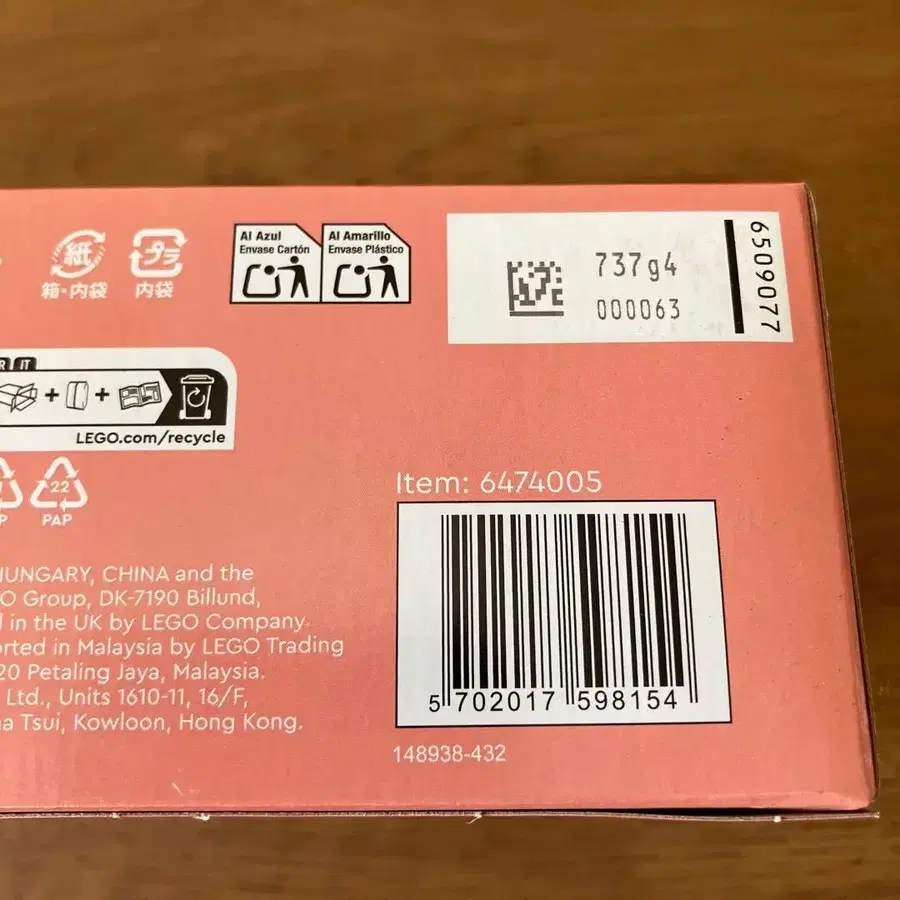 紙
箱・内袋
プラ
内袋
Al Azul
Envase Cartón
Al Amarillo
Envase Plástico
737g4
000063
6509077
R IT
+ +
LEGO.com/recycle
22
P
PAP
Item: 6474005
HUNGARY, CHINA and the
O Group, DK-7190 Billund,
in the UK by LEGO Company.
orted in Malaysia by LEGO Trading
20 Petaling Jaya, Malaysia.
Ltd., Units 1610-11, 16/F,
Tsui, Kowloon, Hong Kong.
5 702017 598154
148938-432